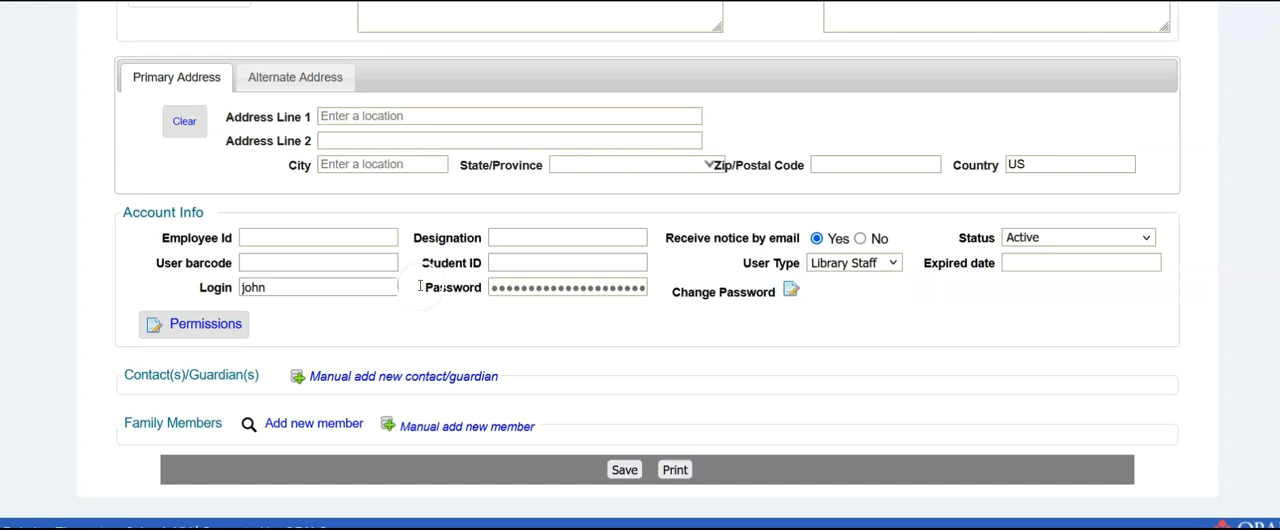 Primary Address Alternate Address
Clear Address Line 1 Enter a location
Address Line 2
City Enter a location State/Province Zip/Postal Code Country US
Account Info
Employee Id Designation Receive notice by email Yes No Status Active
User barcode Student ID User Type Library Staff Expired date
Login john Password ●●●●●●●●●●●●●●●●●●●●● Change Password
Permissions
Contact(s)/Guardian(s) Manual add new contact/guardian
Family Members Add new member Manual add new member
Save Print